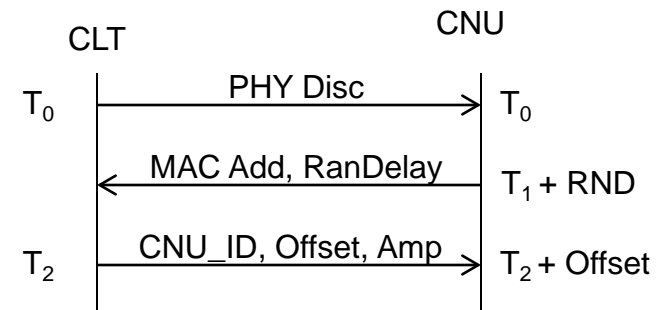 CLT
CNU
T₀ PHY Disc T₀
MAC Add, RanDelay T₁ + RND
T₂ CNU_ID, Offset, Amp T₂ + Offset